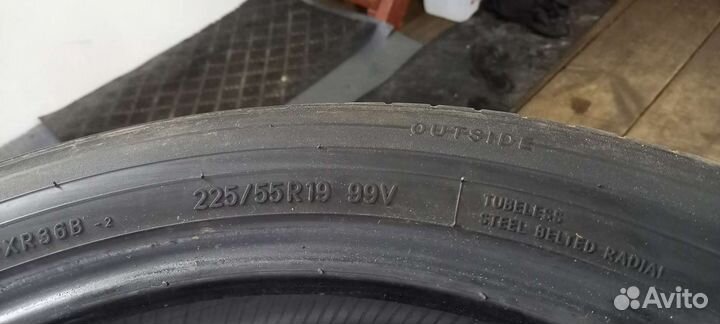 OUTSIDE
225/55R19 99V
TUBELESS
STEEL BELTED RADIAL
XR36B -2
Avito